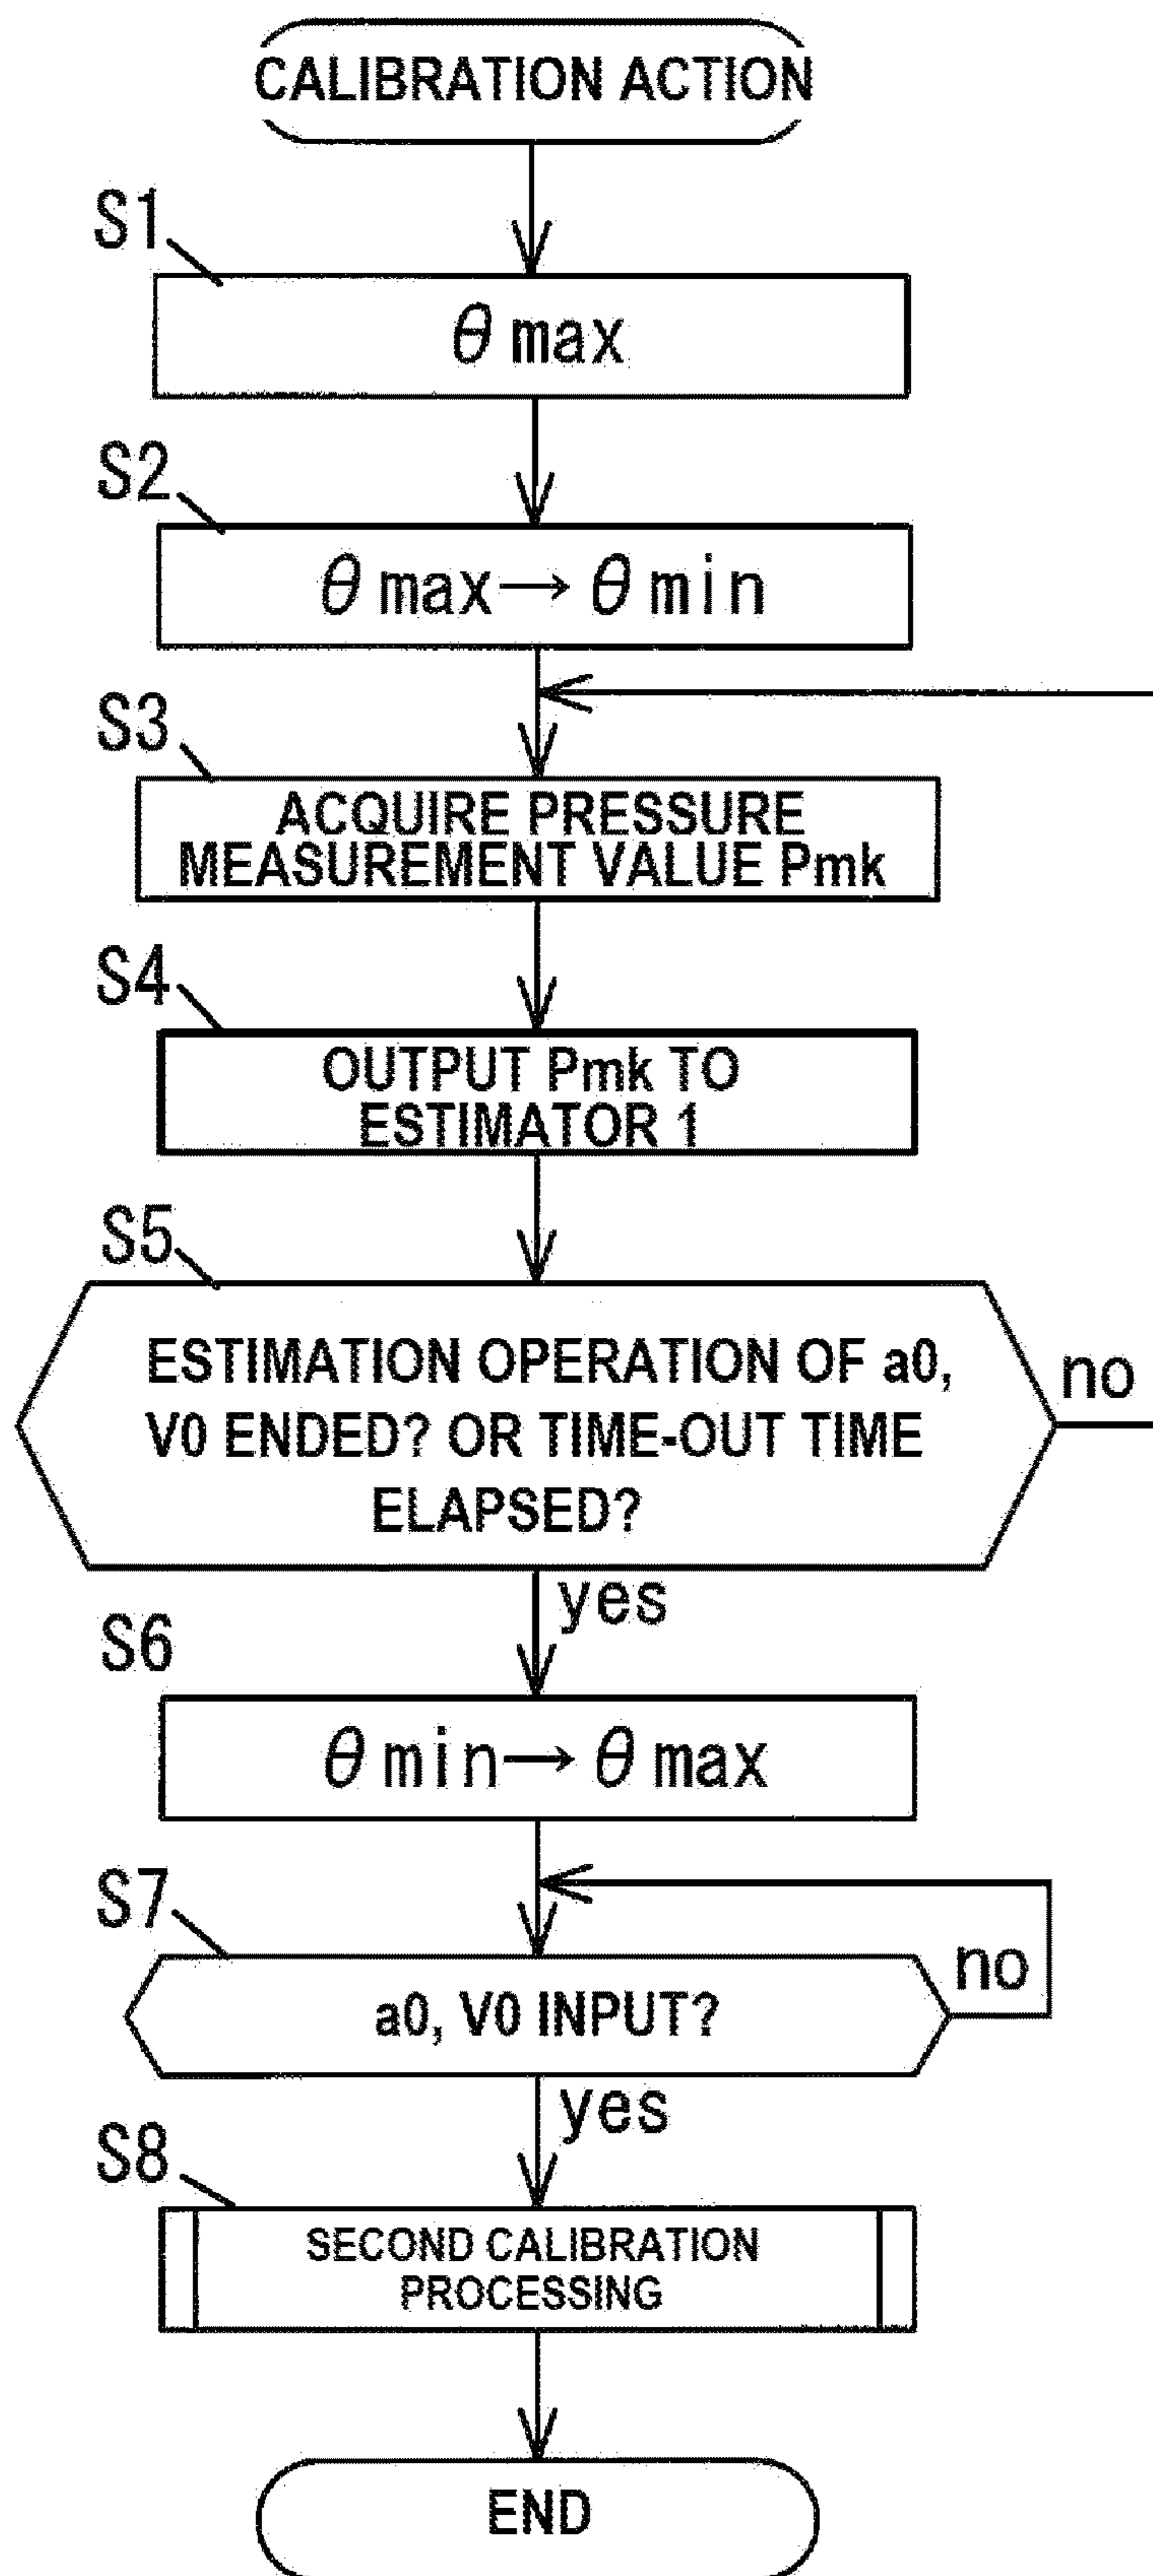 CALIBRATION ACTION
S1
θ max
S2
θ max→ θ min
S3
ACQUIRE PRESSURE
MEASUREMENT VALUE Pmk
S4
OUTPUT Pmk TO
ESTIMATOR 1
S5
ESTIMATION OPERATION OF a0,
V0 ENDED? OR TIME-OUT TIME
ELAPSED?
no
yes
S6
θ min→ θ max
S7
a0, V0 INPUT?
no
yes
S8
SECOND CALIBRATION
PROCESSING
END